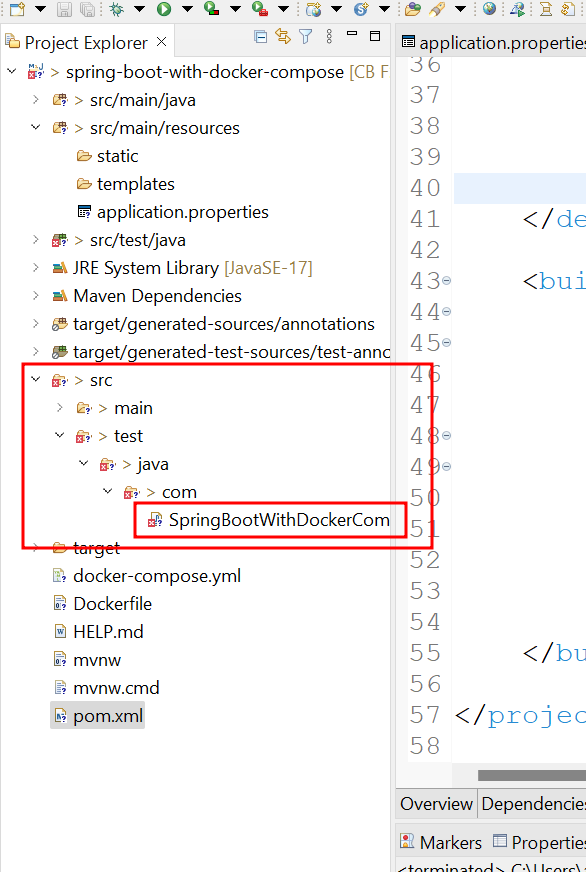 Project Explorer
application.properties
> spring-boot-with-docker-compose [CB F
> src/main/java
> src/main/resources
static
templates
application.properties
> src/test/java
JRE System Library [JavaSE-17]
Maven Dependencies
target/generated-sources/annotations
target/generated-test-sources/test-anno
> src
> main
> test
> java
> com
SpringBootWithDockerCom
target
docker-compose.yml
Dockerfile
HELP.md
mvnw
mvnw.cmd
pom.xml
36
37
38
39
40
41 </de
42
43 <bui
44
45
46
47
48
49
50
51
52
53
54
55 </bu
56
57 </projec
58
Overview
Dependencies
Markers
Properties
<terminated> C:\Users\